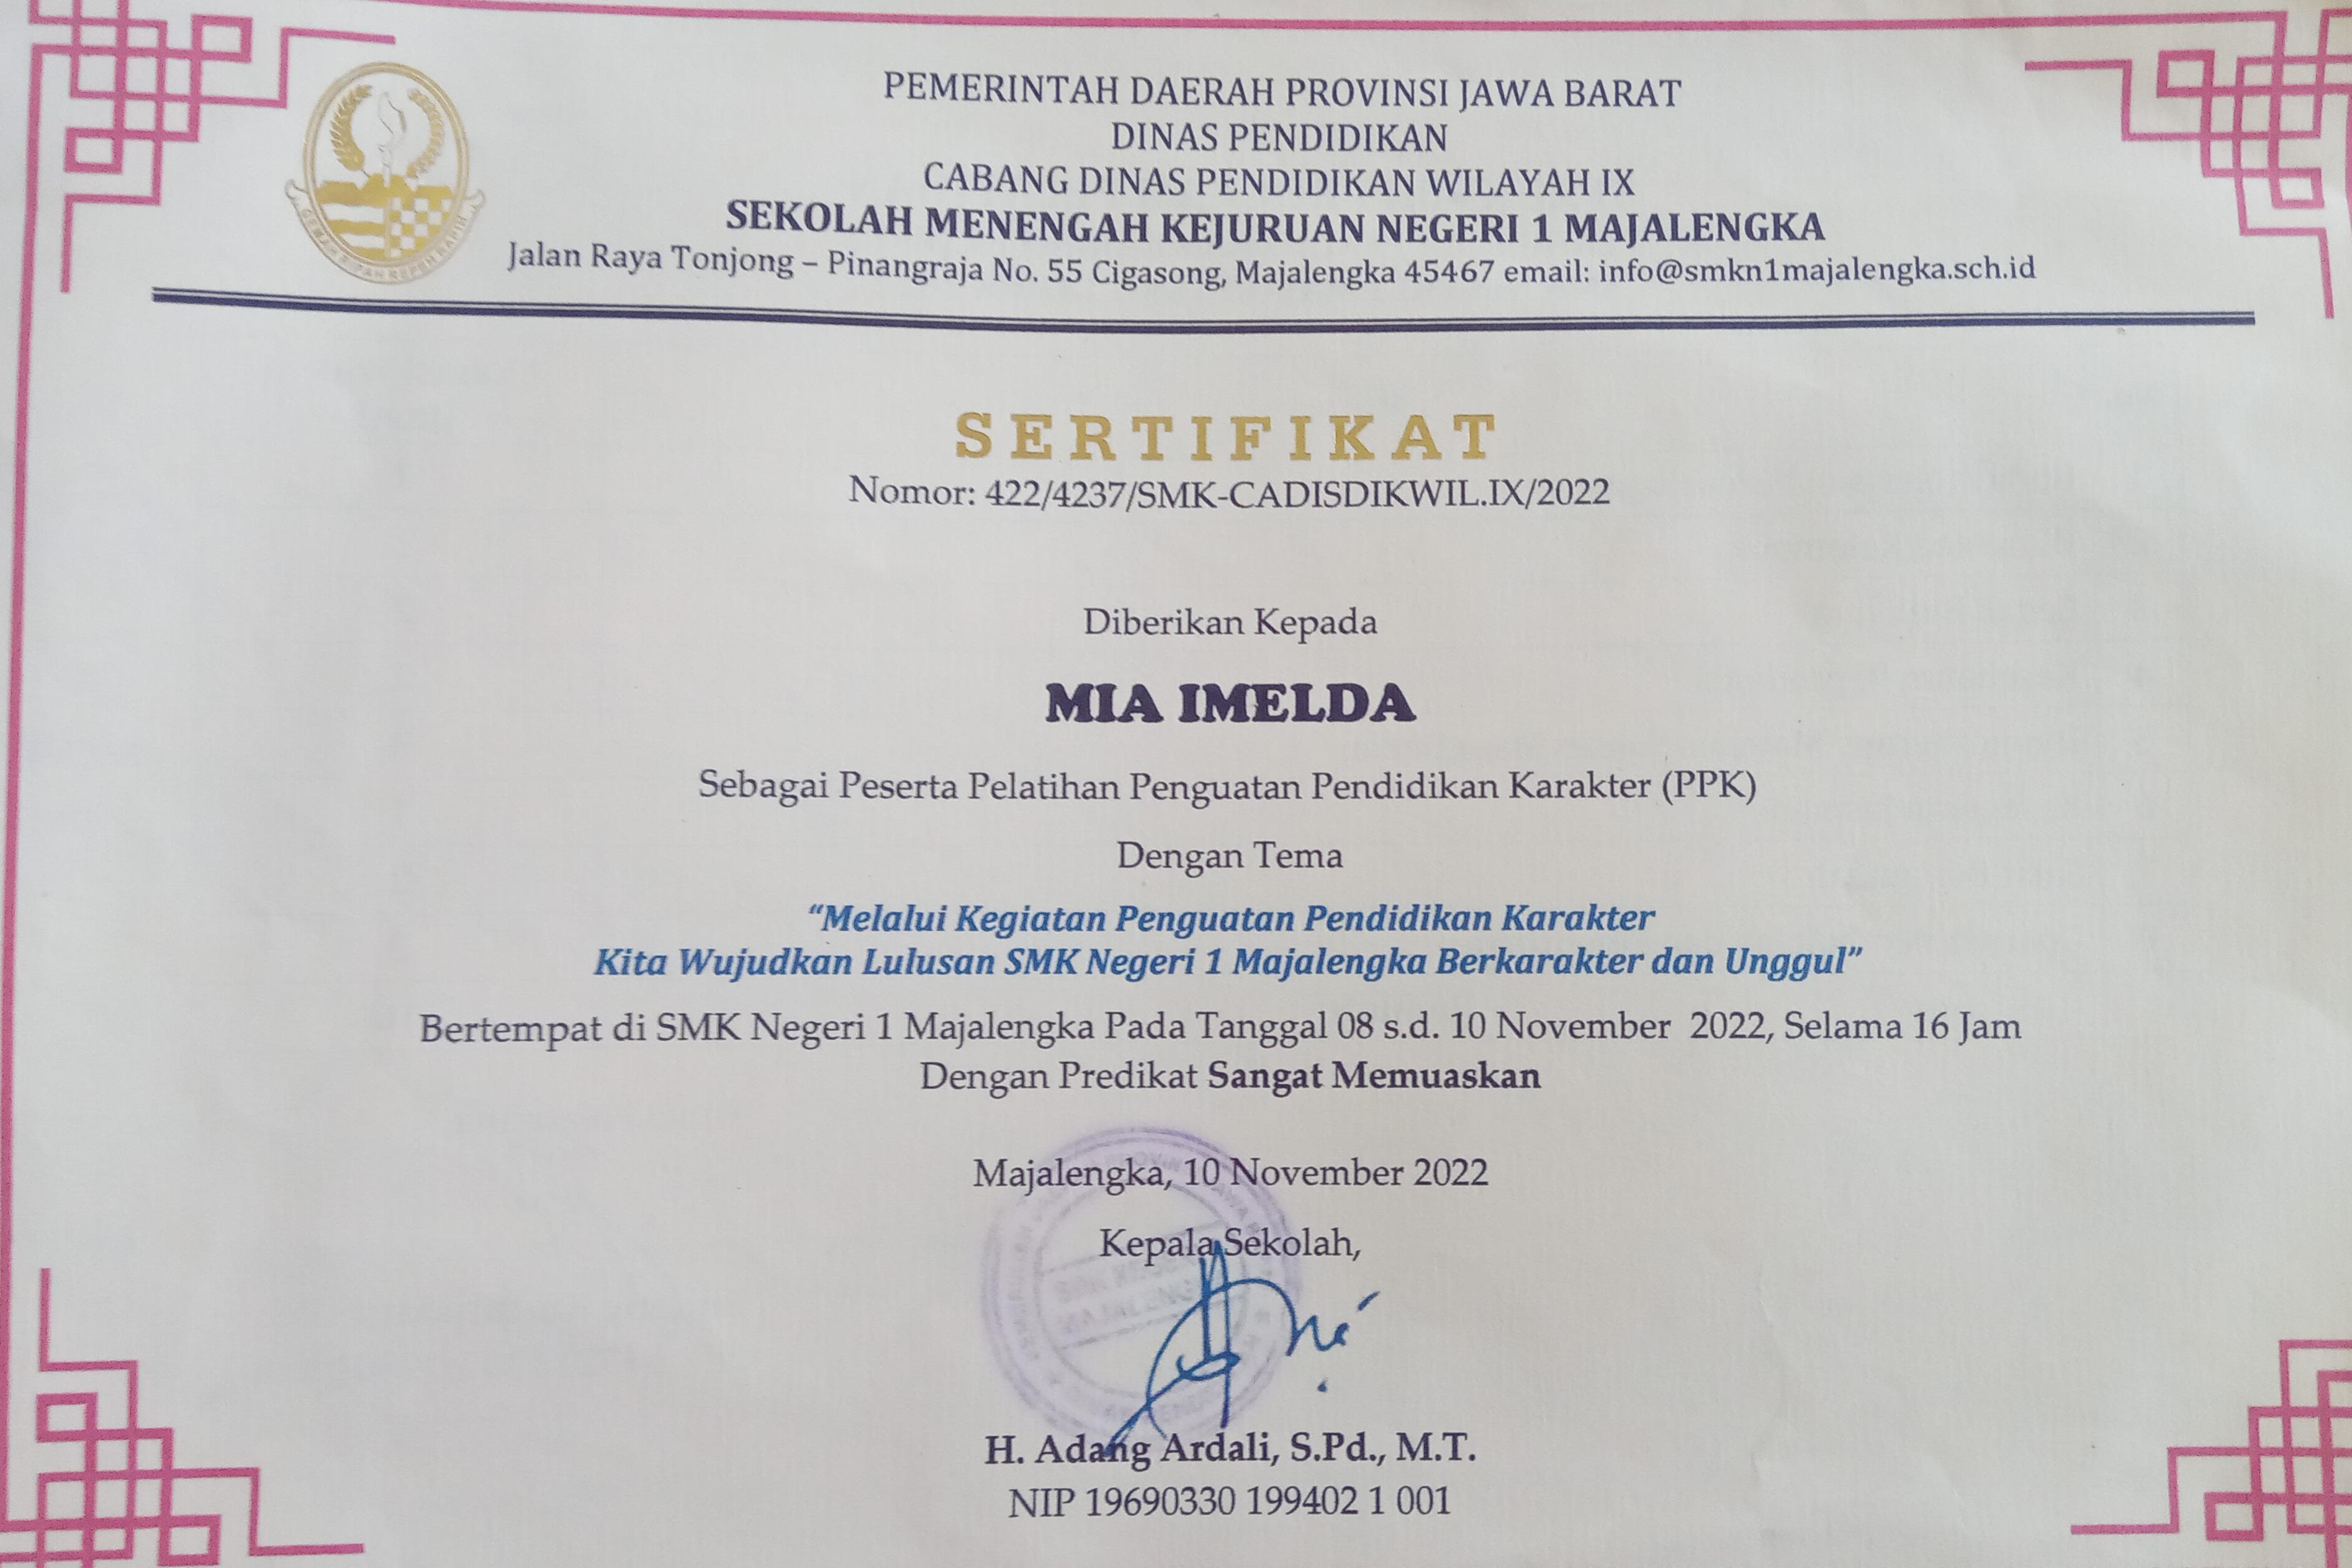 PEMERINTAH DAERAH PROVINSI JAWA BARAT
DINAS PENDIDIKAN
CABANG DINAS PENDIDIKAN WILAYAH IX
SEKOLAH MENENGAH KEJURUAN NEGERI 1 MAJALENGKA
Jalan Raya Tonjong – Pinangraja No. 55 Cigasong, Majalengka 45467 email: info@smkn1majalengka.sch.id
SERTIFIKAT
Nomor: 422/4237/SMK-CADISDIKWIL.IX/2022
Diberikan Kepada
MIA IMELDA
Sebagai Peserta Pelatihan Penguatan Pendidikan Karakter (PPK)
Dengan Tema
“Melalui Kegiatan Penguatan Pendidikan Karakter
Kita Wujudkan Lulusan SMK Negeri 1 Majalengka Berkarakter dan Unggul”
Bertempat di SMK Negeri 1 Majalengka Pada Tanggal 08 s.d. 10 November 2022, Selama 16 Jam
Dengan Predikat Sangat Memuaskan
Majalengka, 10 November 2022
Kepala Sekolah,
H. Adang Ardali, S.Pd., M.T.
NIP 19690330 199402 1 001